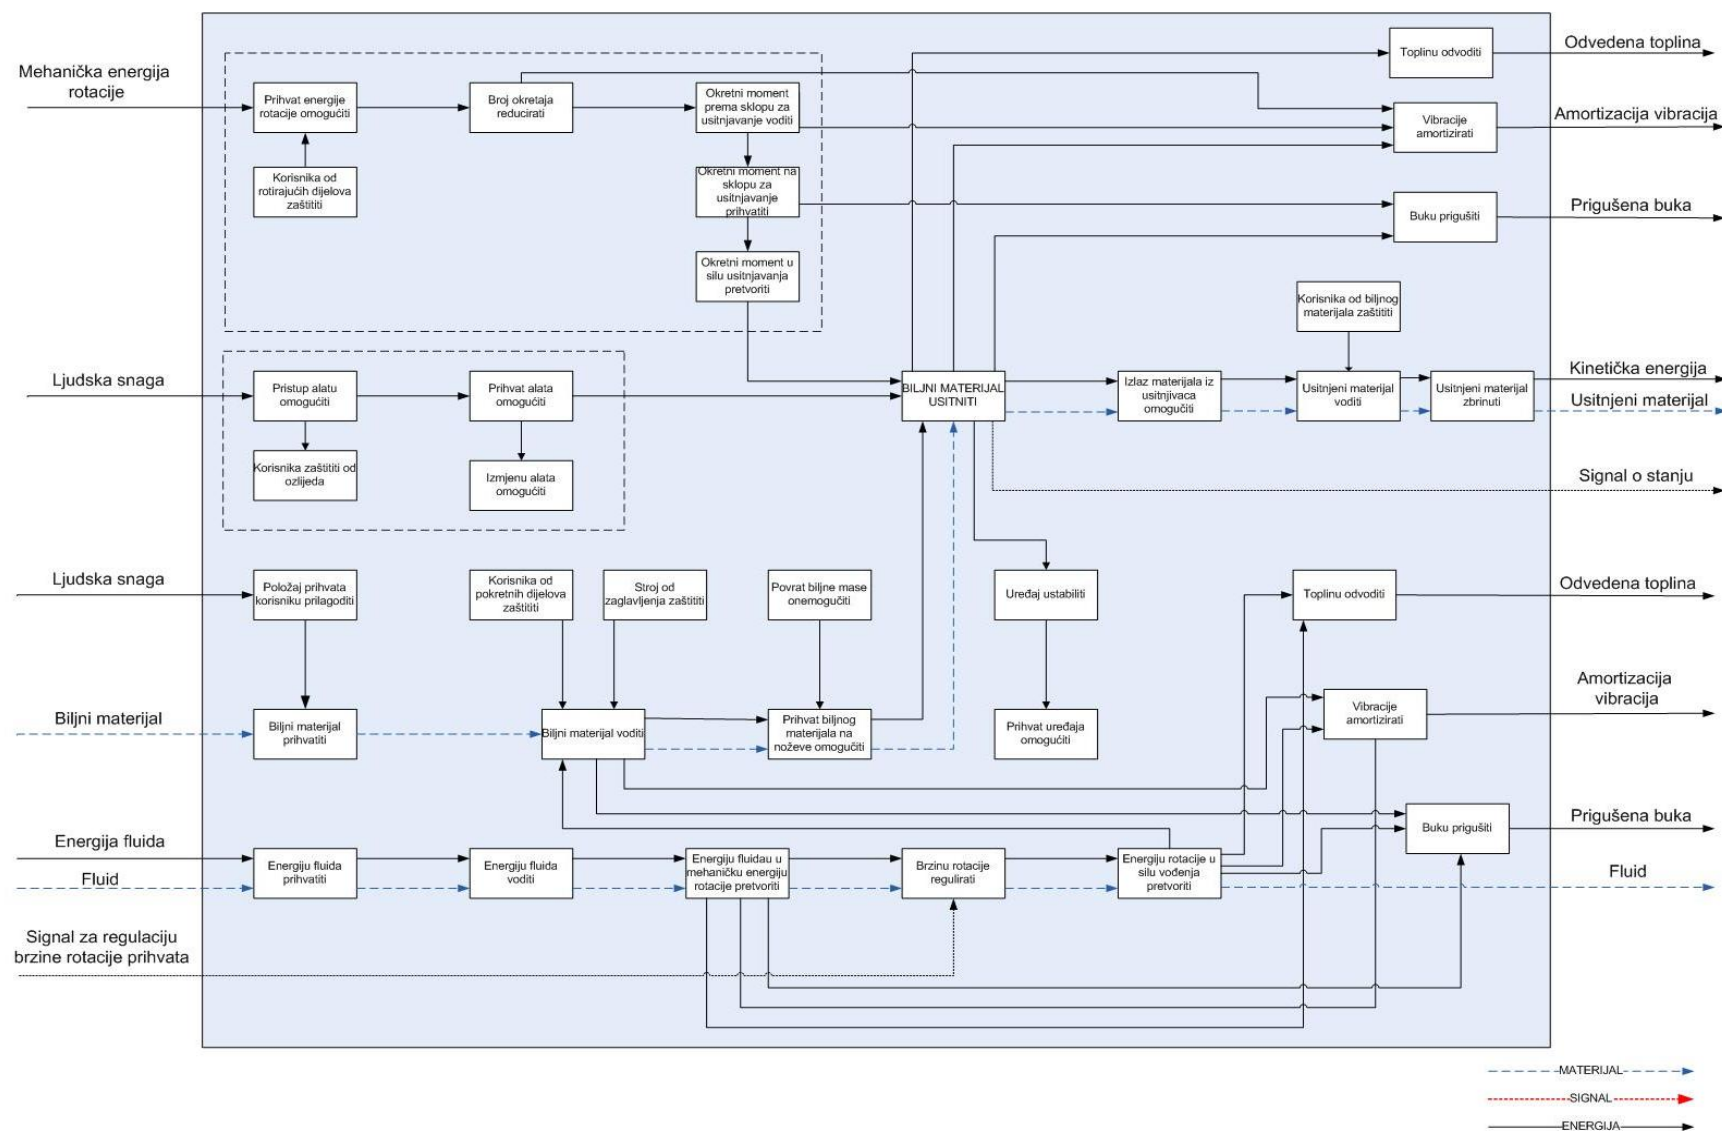 Mehanička energija
rotacije
Prihvat energije
rotacije omogućiti
Broj okretaja
reducirati
Okretni moment
prema sklopu za
usitnjavanje voditi
Toplinu odvoditi
Odvedena toplina
Vibracije
amortizirati
Amortizacija vibracija
Korisnika od
rotirajućih dijelova
zaštititi
Okretni moment na
sklopu za
usitnjavanje
prihvatiti
Buku prigušiti
Prigušena buka
Okretni moment u
silu usitnjavanja
pretvoriti
Korisnika od biljnog
materijala zaštititi
Ljudska snaga
Pristup alatu
omogućiti
Prihvat alata
omogućiti
BILJNI MATERIJAL
USITNITI
Izlaz materijala iz
usitnjivaca
omogučiti
Usitnjeni materijal
voditi
Usitnjeni materijal
zbrinuti
Kinetička energija
Usitnjeni materijal
Korisnika zaštititi od
ozlijeda
Izmjenu alata
omogućiti
Signal o stanju
Ljudska snaga
Položaj prihvata
korisniku prilagoditi
Korisnika od
pokretnih dijelova
zaštititi
Stroj od
zaglavljenja zaštititi
Povrat biljne mase
onemogučiti
Uređaj ustabiliti
Toplinu odvoditi
Odvedena toplina
Biljni materijal
Biljni materijal
prihvatiti
Biljni materijal voditi
Prihvat biljnog
materijala na
noževe omogučiti
Prihvat uređaja
omogućiti
Vibracije
amortizirati
Amortizacija
vibracija
Buku prigušiti
Prigušena buka
Energija fluida
Fluid
Energiju fluida
prihvatiti
Energiju fluida
voditi
Energiju fluidau u
mehaničku energiju
rotacije pretvoriti
Brzinu rotacije
regulirati
Energiju rotacije u
silu vođenja
pretvoriti
Fluid
Signal za regulaciju
brzine rotacije prihvata
MATERIJAL
SIGNAL
ENERGIJA